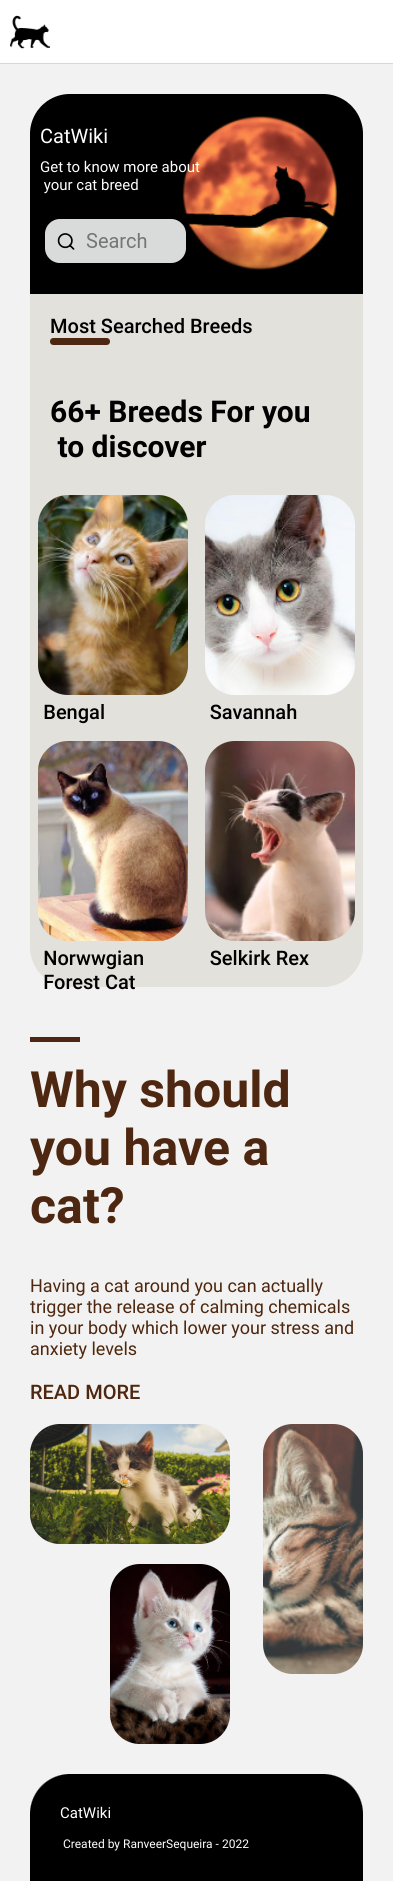 CatWiki
Get to know more about
your cat breed
Search
Most Searched Breeds
66+ Breeds For you
to discover
Bengal
Savannah
Norwwgian
Forest Cat
Selkirk Rex
Why should
you have a
cat?
Having a cat around you can actually
trigger the release of calming chemicals
in your body which lower your stress and
anxiety levels
READ MORE
CatWiki
Created by RanveerSequeira - 2022